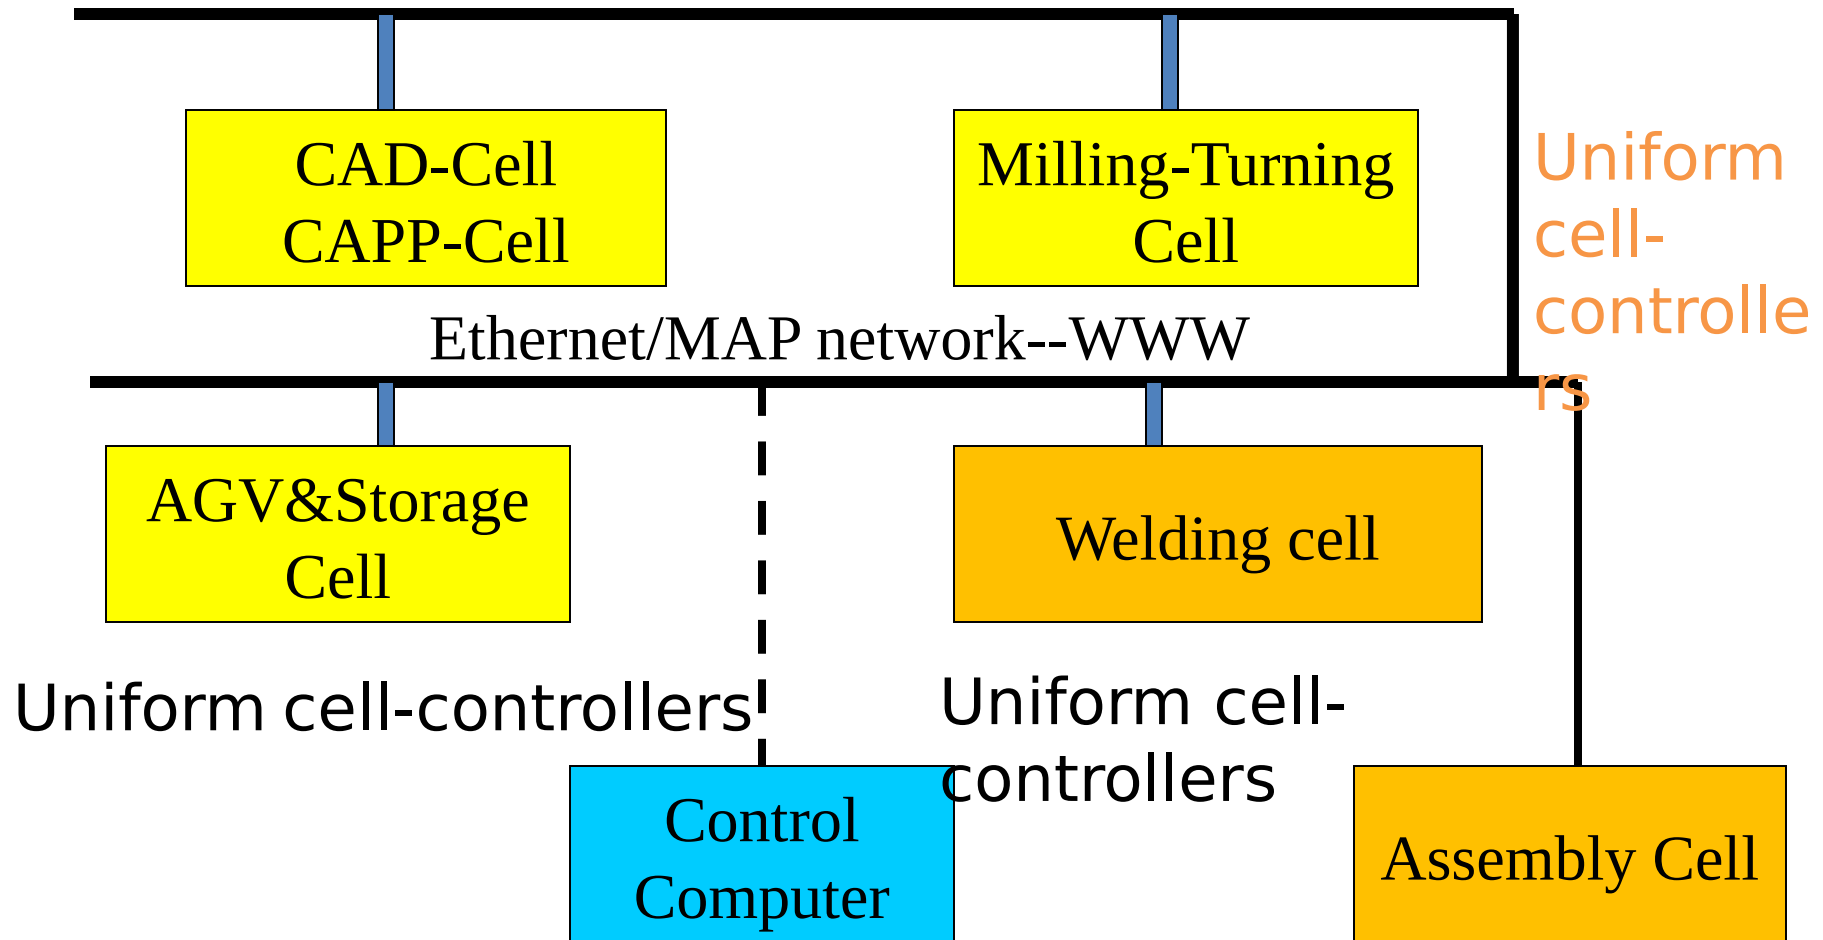 CAD-Cell
CAPP-Cell
Milling-Turning
Cell
Uniform
cell-
controlle
rs
Ethernet/MAP network--WWW
AGV&Storage
Cell
Welding cell
Uniform cell-controllers
Uniform cell-
controllers
Control
Computer
Assembly Cell